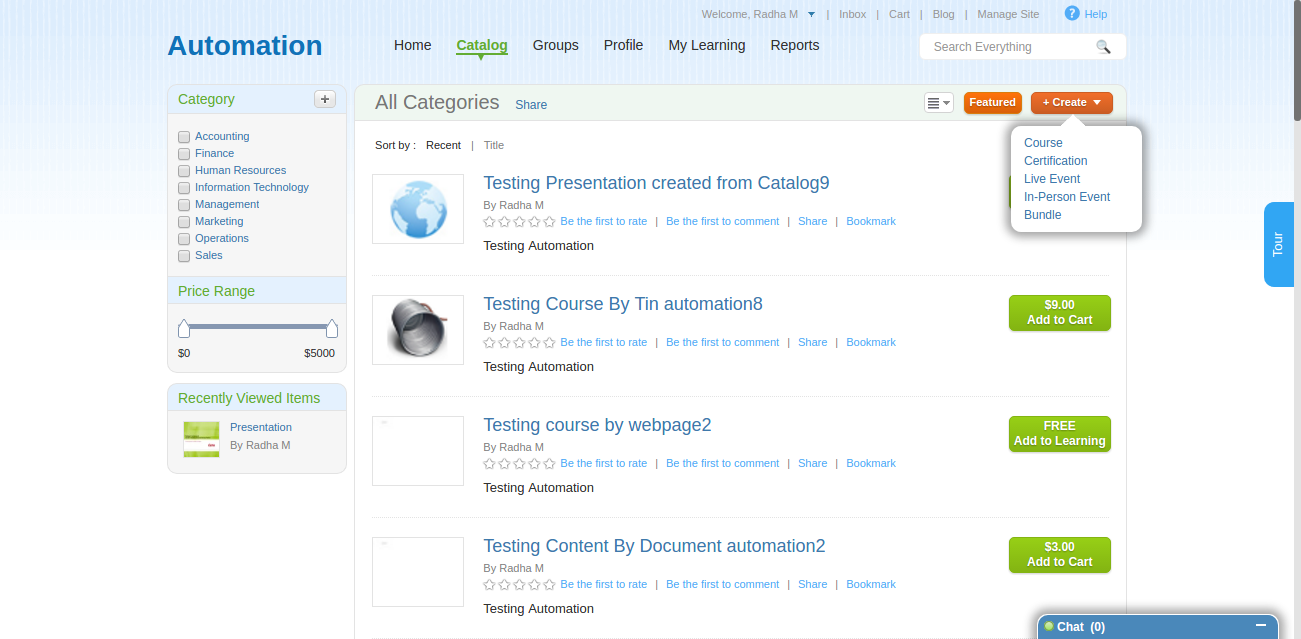 Welcome, Radha M | Inbox | Cart | Blog | Manage Site ? Help
Automation
Home Catalog Groups Profile My Learning Reports
Search Everything
Category +
Accounting
Finance
Human Resources
Information Technology
Management
Marketing
Operations
Sales
Price Range
$0 $5000
Recently Viewed Items
Presentation
By Radha M
All Categories Share
Featured + Create
Course
Certification
Live Event
In-Person Event
Bundle
Sort by : Recent | Title
Testing Presentation created from Catalog9
By Radha M
Be the first to rate | Be the first to comment | Share | Bookmark
Testing Automation
Testing Course By Tin automation8
By Radha M
Be the first to rate | Be the first to comment | Share | Bookmark
Testing Automation
$9.00
Add to Cart
Testing course by webpage2
By Radha M
Be the first to rate | Be the first to comment | Share | Bookmark
Testing Automation
FREE
Add to Learning
Testing Content By Document automation2
By Radha M
Be the first to rate | Be the first to comment | Share | Bookmark
Testing Automation
$3.00
Add to Cart
Tour
Chat (0)